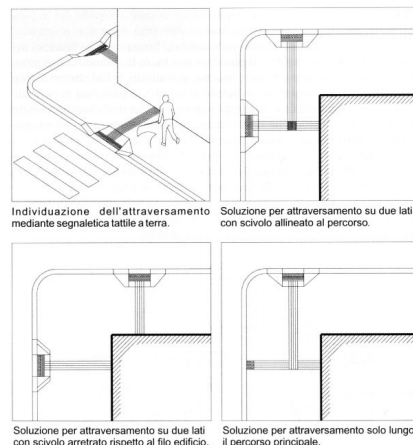 Individuazione dell'attraversamento
mediante segnaletica tattile a terra.
Soluzione per attraversamento su due lati
con scivolo allineato al percorso.
Soluzione per attraversamento su due lati
con scivolo arretrato rispetto al filo edificio.
Soluzione per attraversamento solo lungo
il percorso principale.